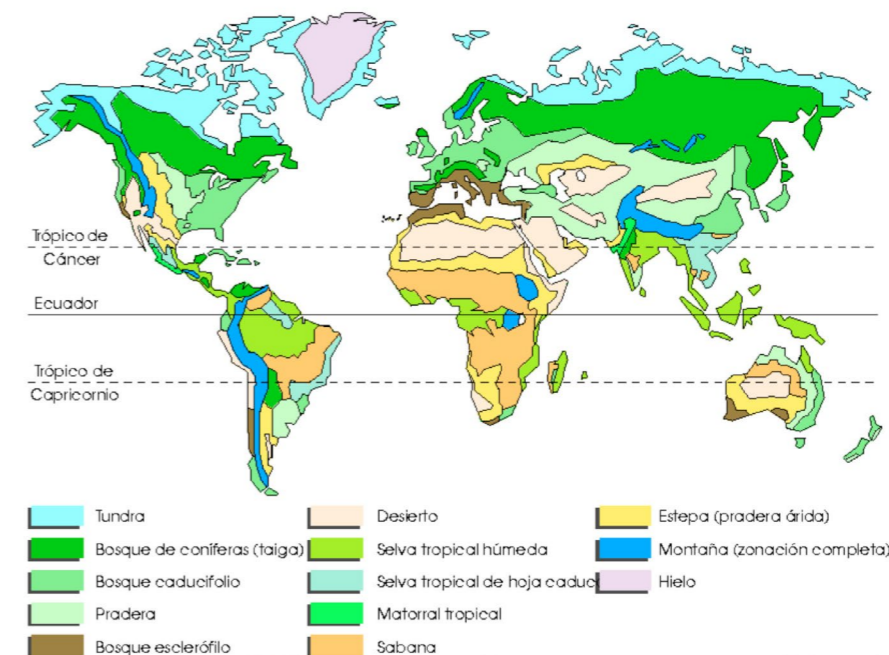 Trópico de
Cáncer
Ecuador
Trópico de
Capricornio
Tundra
Bosque de coníferas (taiga)
Bosque caducifolio
Pradera
Bosque esclerófilo
Desierto
Selva tropical húmeda
Selva tropical de hoja caduc
Matorral tropical
Sabana
Estepa (pradera árida)
Montaña (zonación completa)
Hielo